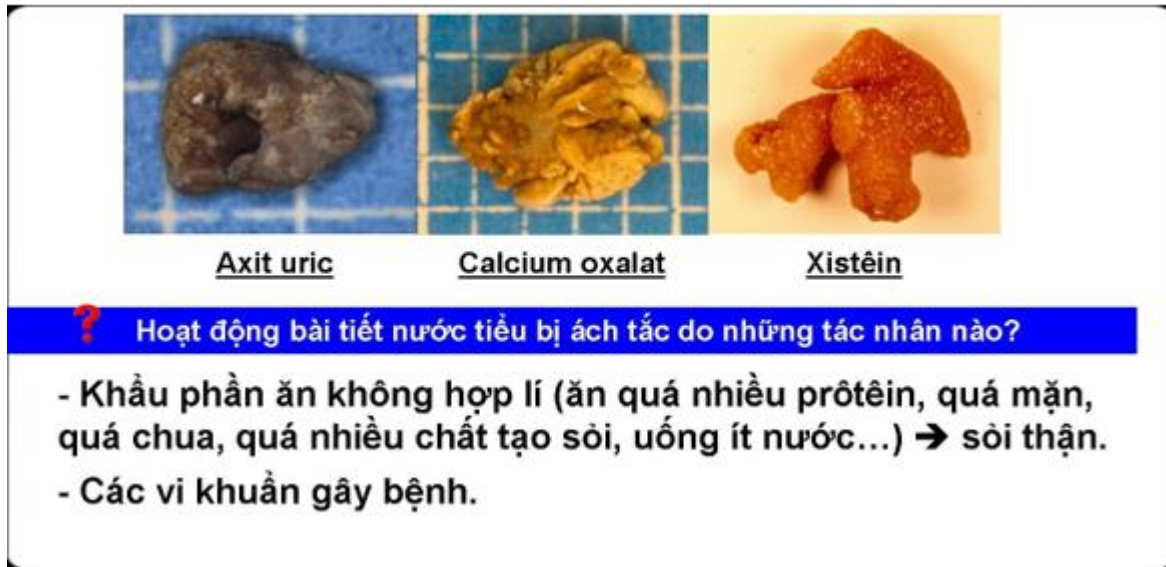 Axit uric
Calcium oxalat
Xistêin
? Hoạt động bài tiết nước tiểu bị ách tắc do những tác nhân nào?
- Khẩu phần ăn không hợp lí (ăn quá nhiều prôtêin, quá mặn,
quá chua, quá nhiều chất tạo sỏi, uống ít nước...) ➔ sỏi thận.
- Các vi khuẩn gây bệnh.